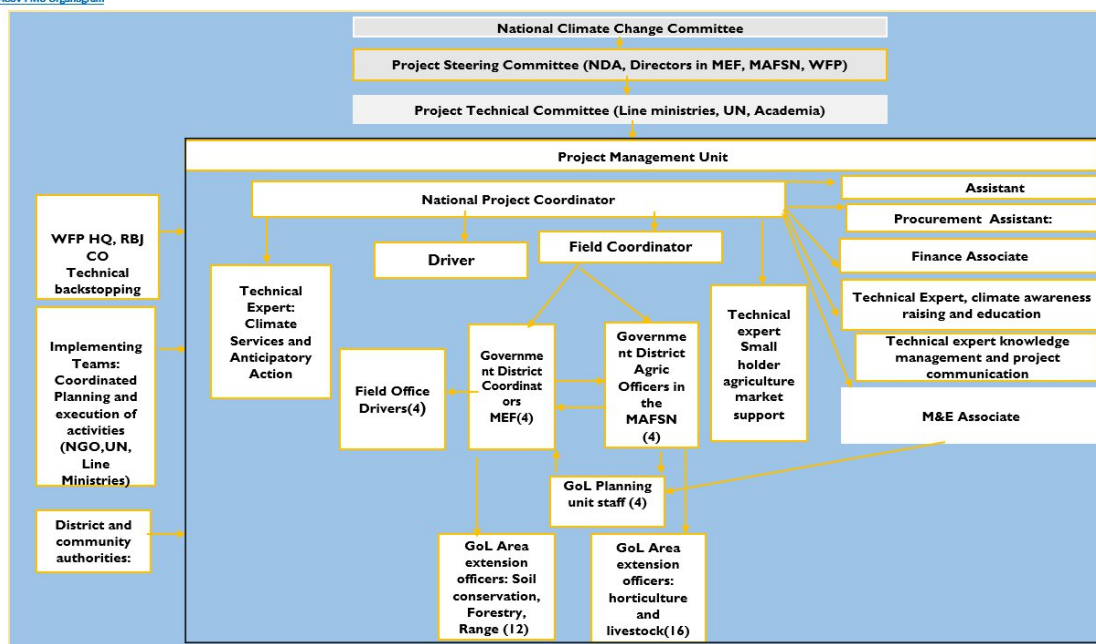 National Climate Change Committee
Project Steering Committee (NDA, Directors in MEF, MAFSN, WFP)
Project Technical Committee (Line ministries, UN, Academia)
Project Management Unit
National Project Coordinator
Assistant
Procurement Assistant:
Finance Associate
Technical Expert, climate awareness
raising and education
Technical expert knowledge
management and project
communication
M&E Associate
WFP HQ, RBJ
CO
Technical
backstopping
Implementing
Teams:
Coordinated
Planning and
execution of
activities
(NGO,UN,
Line
Ministries)
District and
community
authorities:
Technical
Expert:
Climate
Services and
Anticipatory
Action
Driver
Field Coordinator
Field Office
Drivers(4)
Governme
nt District
Coordinat
ors
MEF(4)
Governme
nt District
Agric
Officers in
the
MAFSN
(4)
Technical
expert Small
holder
agriculture
market
support
GoL Planning
unit staff (4)
GoL Area
extension
officers: Soil
conservation,
Forestry,
Range (12)
GoL Area
extension
officers:
horticulture
and
livestock(16)